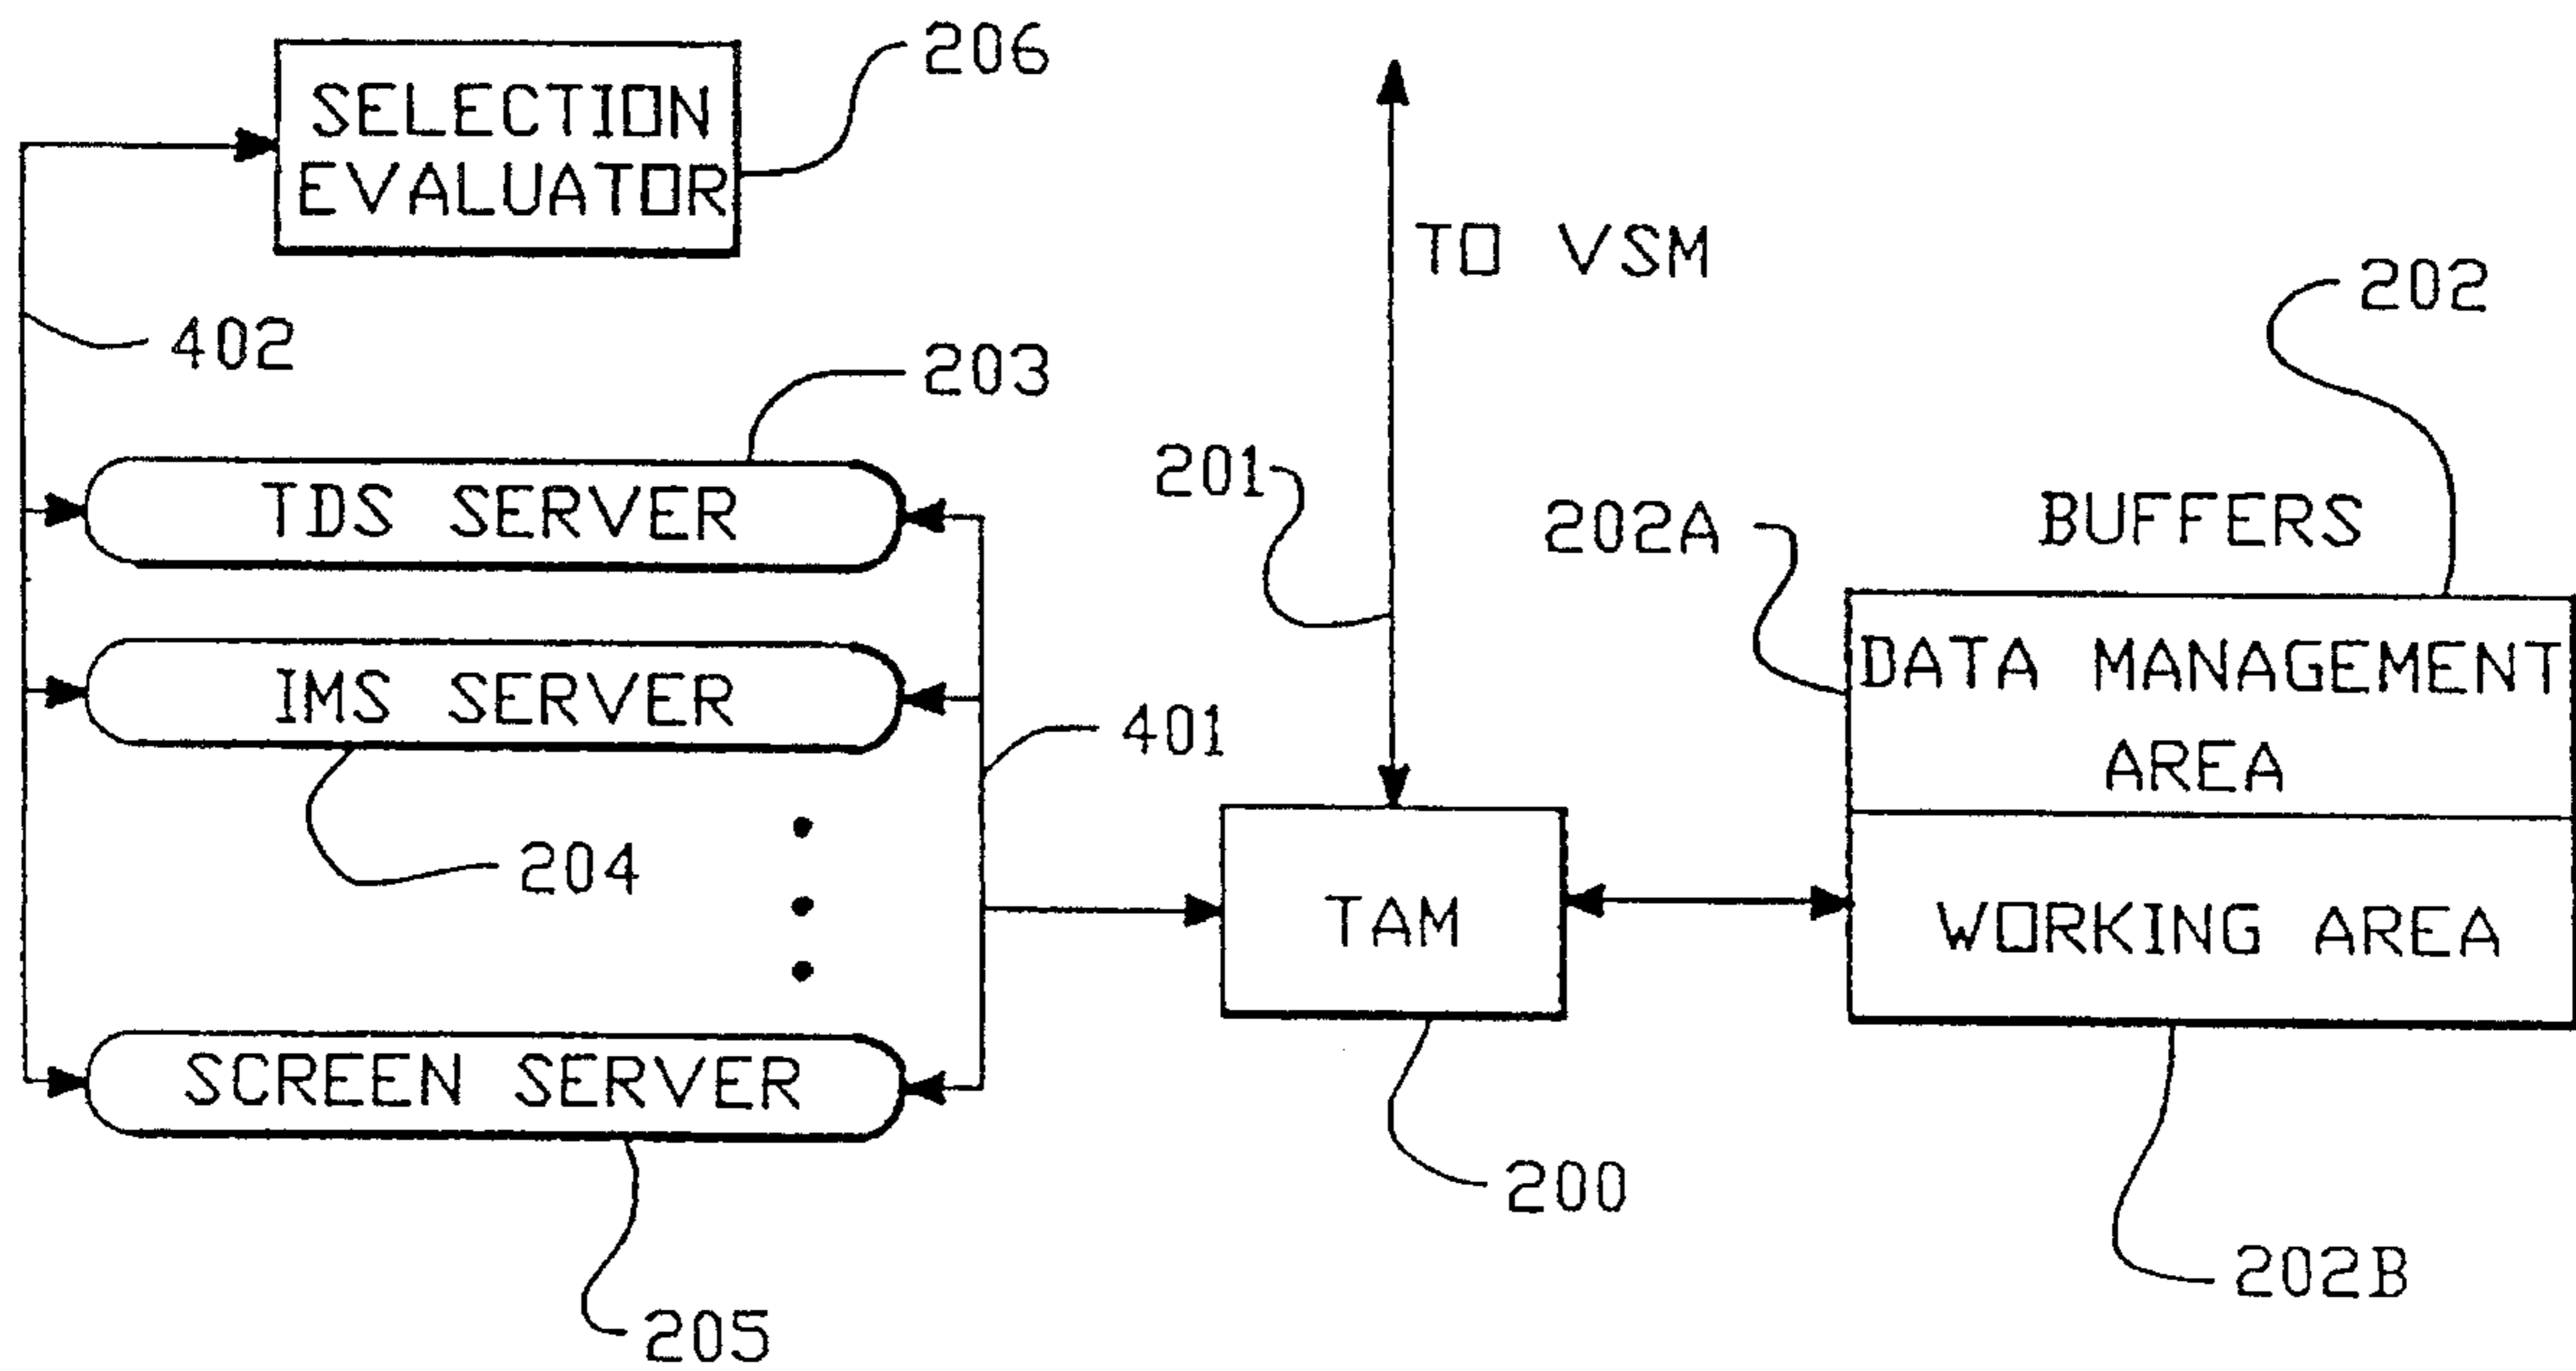 206
SELECTION
EVALUATOR
TO VSM
202
402
203
201
202A
BUFFERS
TDS SERVER
DATA MANAGEMENT
AREA
IMS SERVER
401
204
TAM
WORKING AREA
SCREEN SERVER
200
202B
205